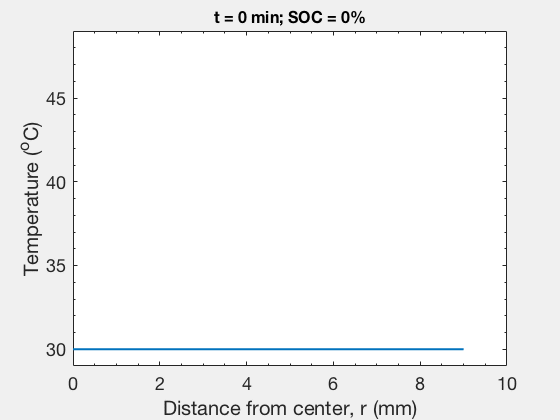 t = 0 min; SOC = 0%
Temperature (°C)
45
40
35
30
0 2 4 6 8 10
Distance from center, r (mm)